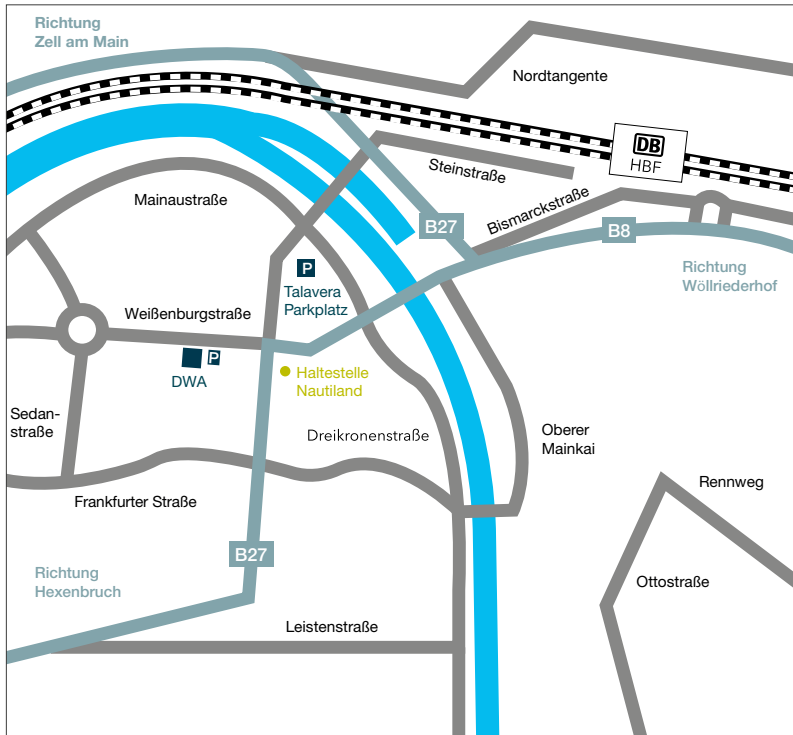 Richtung
Zell am Main
Nordtangente
DB
HBF
Steinstraße
Mainaustraße
Bismarckstraße
B27
B8
P
Talavera
Parkplatz
Richtung
Wöllriederhof
Weißenburgstraße
P
DWA
Haltestelle
Nautiland
Sedan-
straße
Dreikronenstraße
Oberer
Mainkai
Rennweg
Frankfurter Straße
B27
Richtung
Hexenbruch
Ottostraße
Leistenstraße